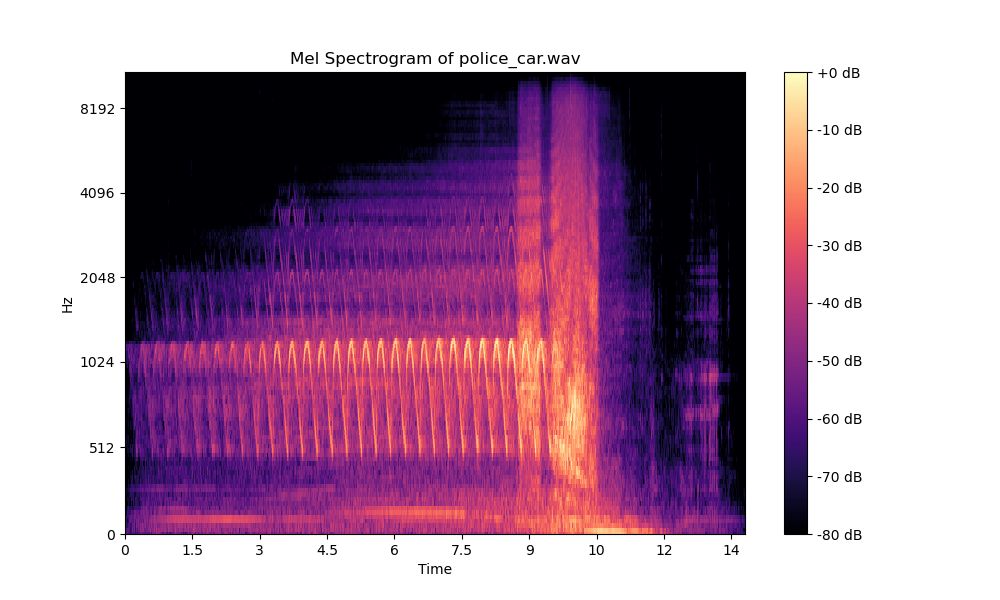 Mel Spectrogram of police_car.wav
+0 dB
8192
-10 dB
4096
-20 dB
-30 dB
2048
Hz
-40 dB
1024
-50 dB
-60 dB
512
-70 dB
0
-80 dB
0 1.5 3 4.5 6 7.5 9 10 12 14
Time